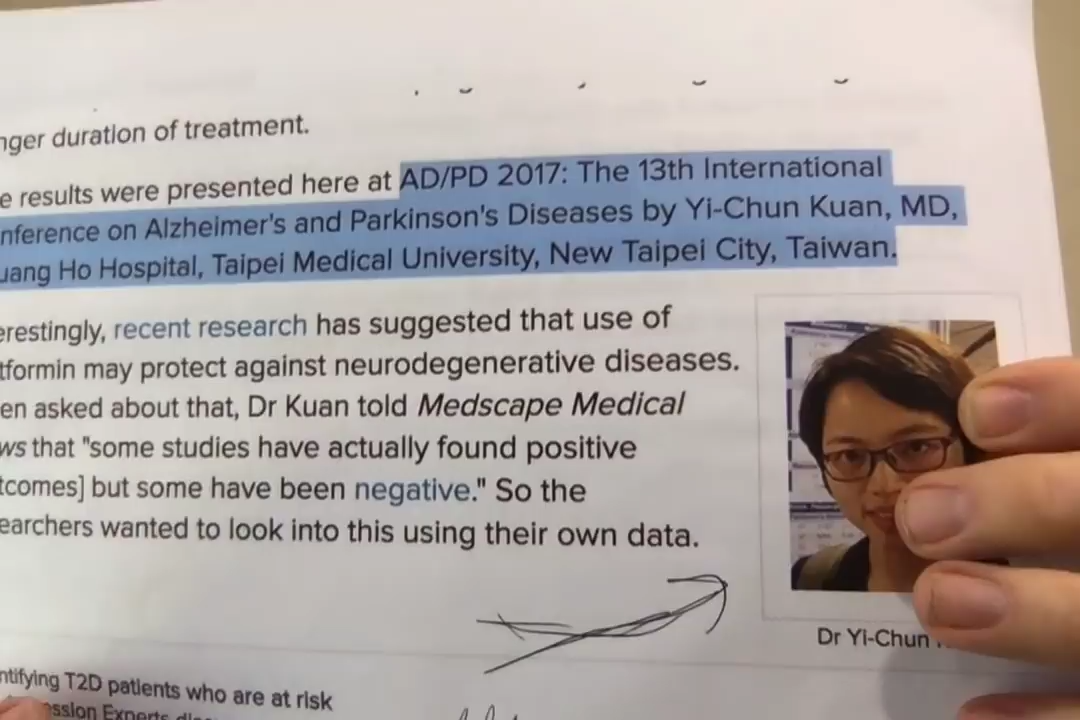 nger duration of treatment.
e results were presented here at AD/PD 2017: The 13th International
nference on Alzheimer's and Parkinson's Diseases by Yi-Chun Kuan, MD,
uang Ho Hospital, Taipei Medical University, New Taipei City, Taiwan.
erestingly, recent research has suggested that use of
tformin may protect against neurodegenerative diseases.
en asked about that, Dr Kuan told Medscape Medical
ws that "some studies have actually found positive
tcomes] but some have been negative." So the
earchers wanted to look into this using their own data.
Dr Yi-Chun
ntifying T2D patients who are at risk
ession Experts